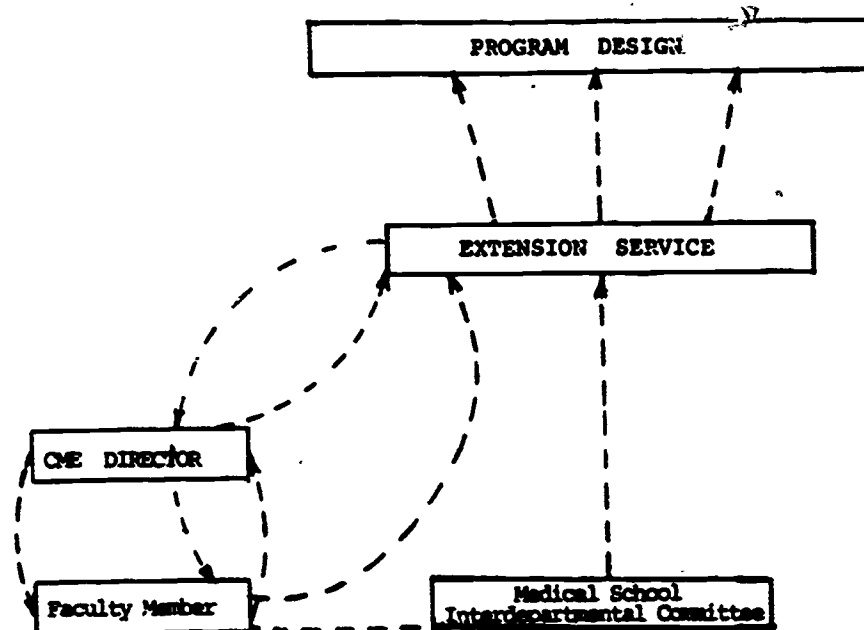 PROGRAM DESIGN
EXTENSION SERVICE
CME DIRECTOR
Faculty Member
Medical School
Interdepartmental Committee